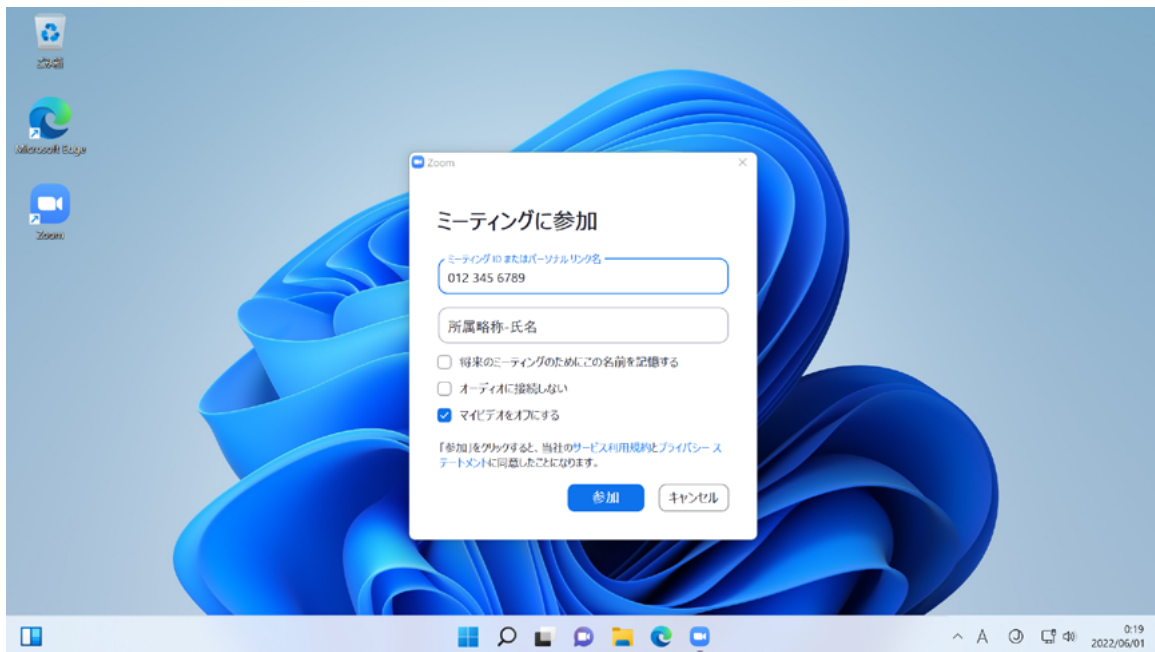 ごみ箱
Microsoft Edge
Zoom
Zoom
ミーティングに参加
ミーティング ID またはパーソナル リンク名
012 345 6789
所属略称-氏名
将来のミーティングのためにこの名前を記憶する
オーディオに接続しない
マイビデオをオフにする
「参加」をクリックすると、当社のサービス利用規約とプライバシー ス
テートメントに同意したことになります。
参加
キャンセル
A
0:19
2022/06/01